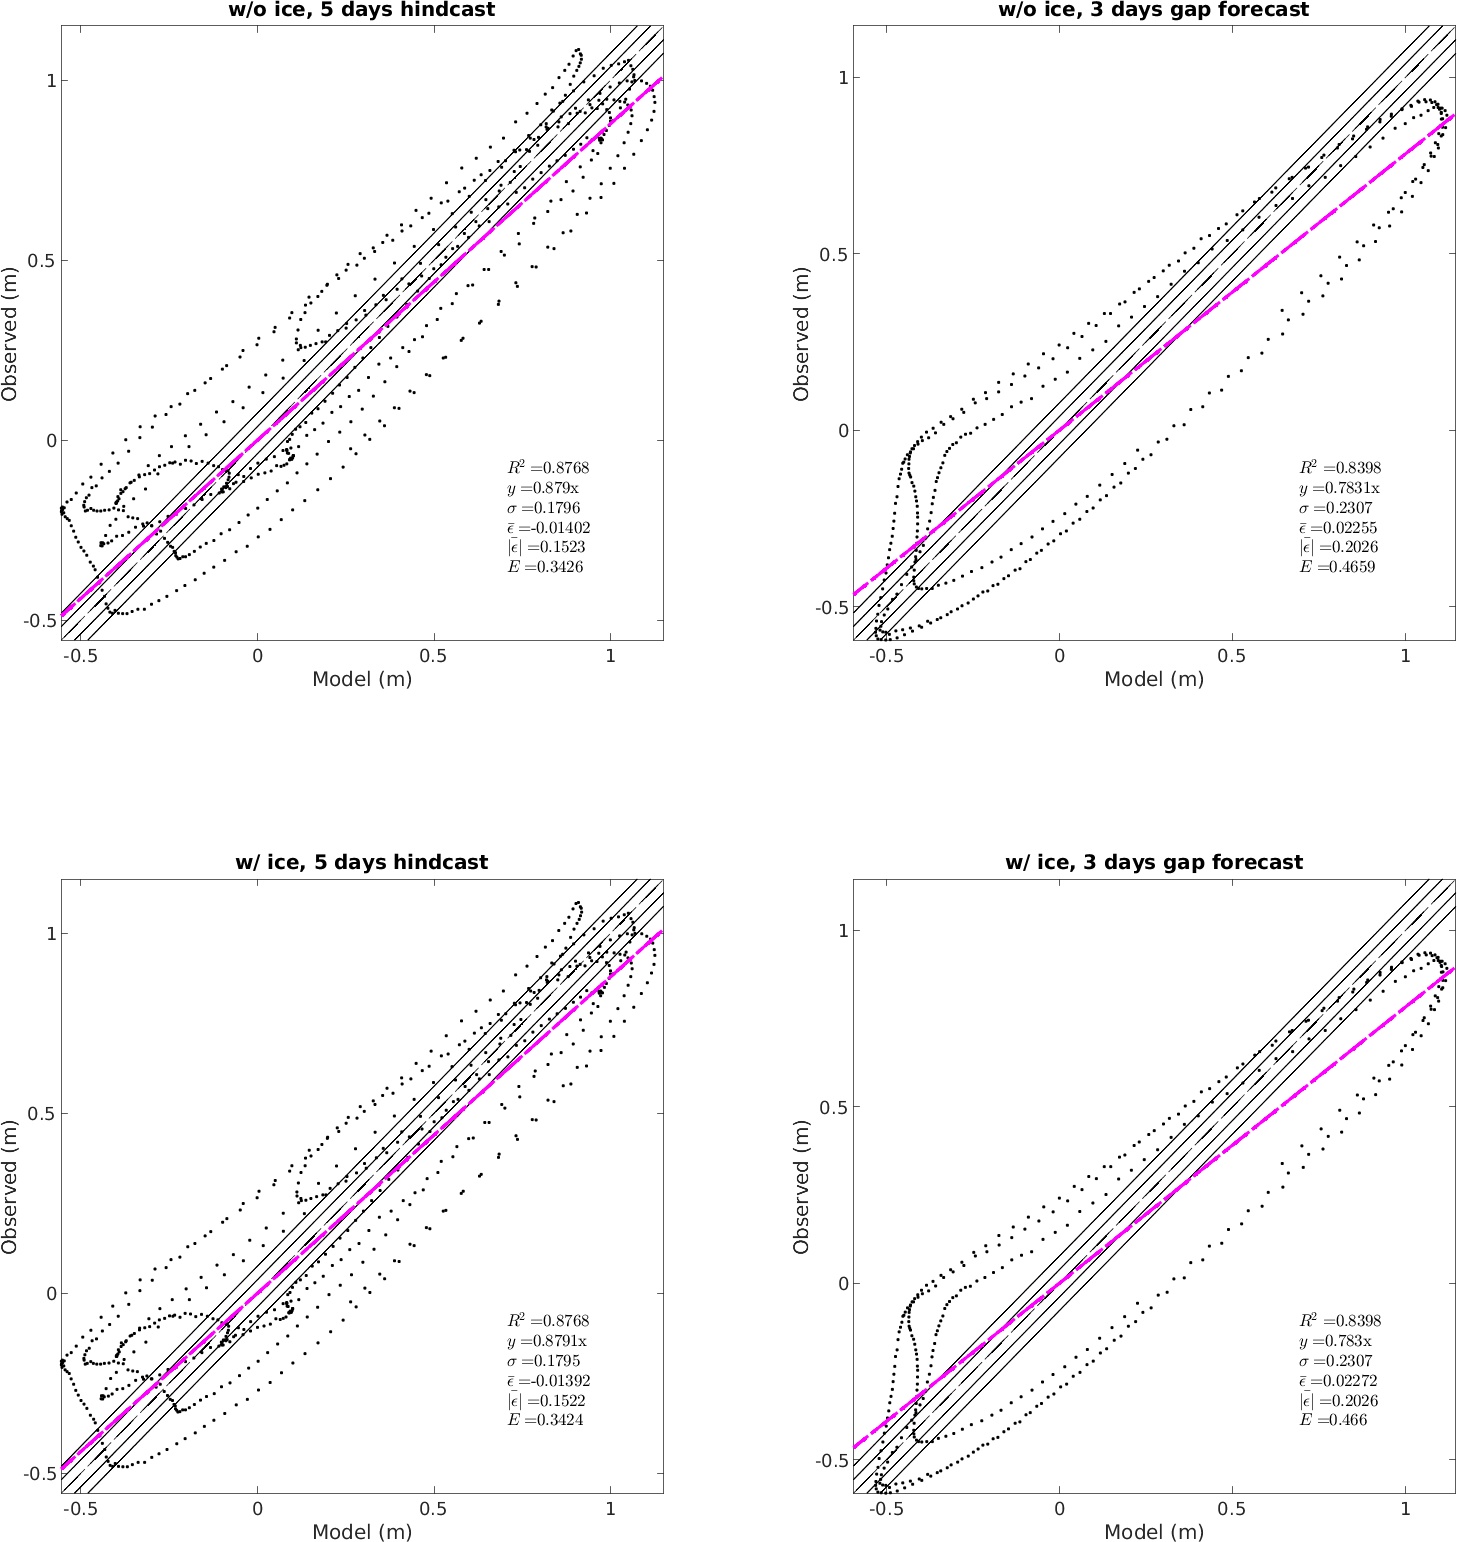 w/o ice, 5 days hindcast
1
0.5
0
-0.5
Observed (m)
R² =0.8768
y =0.879x
σ =0.1796
ε̄ =-0.01402
|ε̄| =0.1523
E =0.3426
-0.5 0 0.5 1
Model (m)
w/o ice, 3 days gap forecast
1
0.5
0
-0.5
Observed (m)
R² =0.8398
y =0.7831x
σ =0.2307
ε̄ =0.02255
|ε̄| =0.2026
E =0.4659
-0.5 0 0.5 1
Model (m)
w/ ice, 5 days hindcast
1
0.5
0
-0.5
Observed (m)
R² =0.8768
y =0.8791x
σ =0.1795
ε̄ =-0.01392
|ε̄| =0.1522
E =0.3424
-0.5 0 0.5 1
Model (m)
w/ ice, 3 days gap forecast
1
0.5
0
-0.5
Observed (m)
R² =0.8398
y =0.783x
σ =0.2307
ε̄ =0.02272
|ε̄| =0.2026
E =0.466
-0.5 0 0.5 1
Model (m)